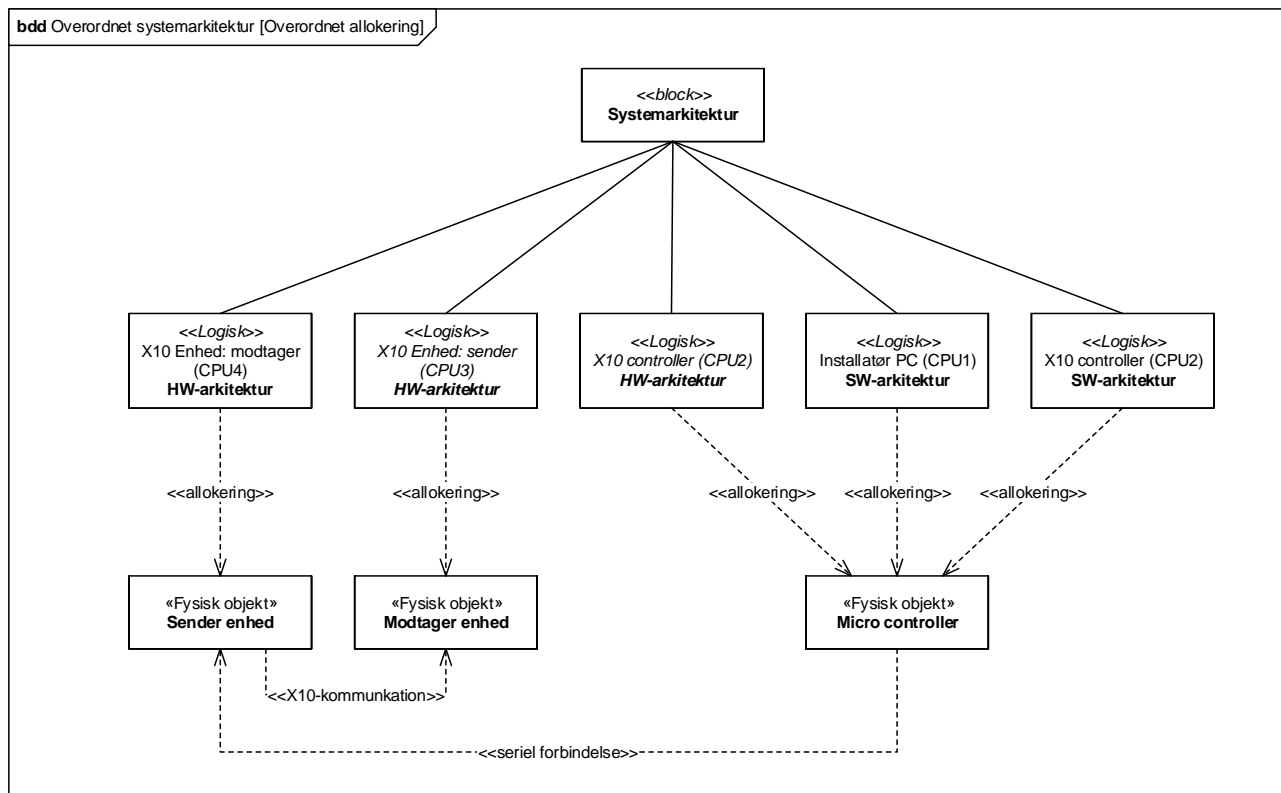 bdd Overordnet systemarkitektur [Overordnet allokering]
<<block>>
Systemarkitektur
<<Logisk>>
X10 Enhed: modtager
(CPU4)
HW-arkitektur
<<Logisk>>
X10 Enhed: sender
(CPU3)
HW-arkitektur
<<Logisk>>
X10 controller (CPU2)
HW-arkitektur
<<Logisk>>
Installatør PC (CPU1)
SW-arkitektur
<<Logisk>>
X10 controller (CPU2)
SW-arkitektur
<<allokering>>
<<allokering>>
<<allokering>>
<<allokering>>
<<allokering>>
«Fysisk objekt»
Sender enhed
«Fysisk objekt»
Modtager enhed
«Fysisk objekt»
Micro controller
<<X10-kommunkation>>
<<seriel forbindelse>>